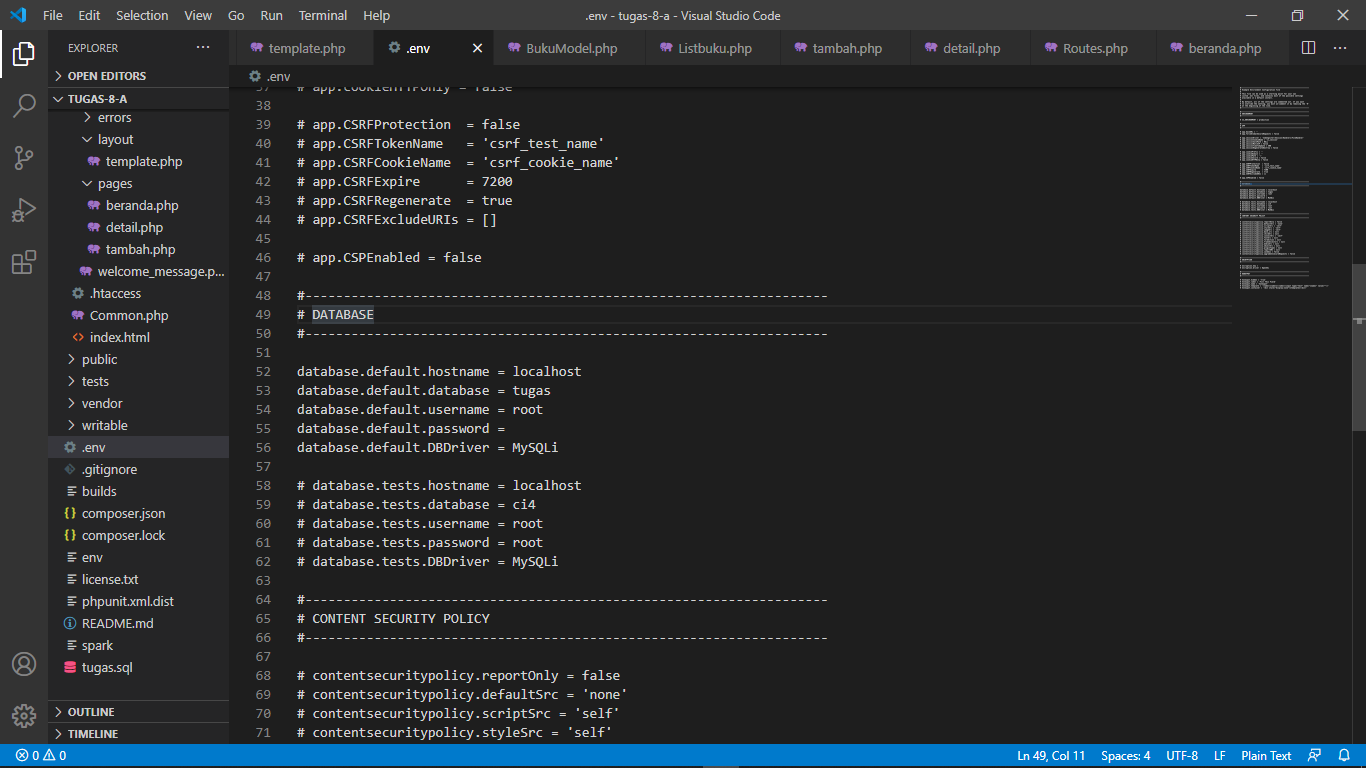 File Edit Selection View Go Run Terminal Help
.env - tugas-8-a - Visual Studio Code
EXPLORER
OPEN EDITORS
TUGAS-8-A
errors
layout
template.php
pages
beranda.php
detail.php
tambah.php
welcome_message.p...
.htaccess
Common.php
index.html
public
tests
vendor
writable
.env
.gitignore
builds
composer.json
composer.lock
env
license.txt
phpunit.xml.dist
README.md
spark
tugas.sql
OUTLINE
TIMELINE
template.php .env BukuModel.php Listbuku.php tambah.php detail.php Routes.php beranda.php
.env
37 # app.CookieHTTPOnly = false
38
39 # app.CSRFProtection  = false
40 # app.CSRFTokenName   = 'csrf_test_name'
41 # app.CSRFCookieName  = 'csrf_cookie_name'
42 # app.CSRFExpire      = 7200
43 # app.CSRFRegenerate  = true
44 # app.CSRFExcludeURIs = []
45
46 # app.CSPEnabled = false
47
48 #--------------------------------------------------------------------
49 # DATABASE
50 #--------------------------------------------------------------------
51
52 database.default.hostname = localhost
53 database.default.database = tugas
54 database.default.username = root
55 database.default.password =
56 database.default.DBDriver = MySQLi
57
58 # database.tests.hostname = localhost
59 # database.tests.database = ci4
60 # database.tests.username = root
61 # database.tests.password = root
62 # database.tests.DBDriver = MySQLi
63
64 #--------------------------------------------------------------------
65 # CONTENT SECURITY POLICY
66 #--------------------------------------------------------------------
67
68 # contentsecuritypolicy.reportOnly = false
69 # contentsecuritypolicy.defaultSrc = 'none'
70 # contentsecuritypolicy.scriptSrc = 'self'
71 # contentsecuritypolicy.styleSrc = 'self'
0 0
Ln 49, Col 11 Spaces: 4 UTF-8 LF Plain Text